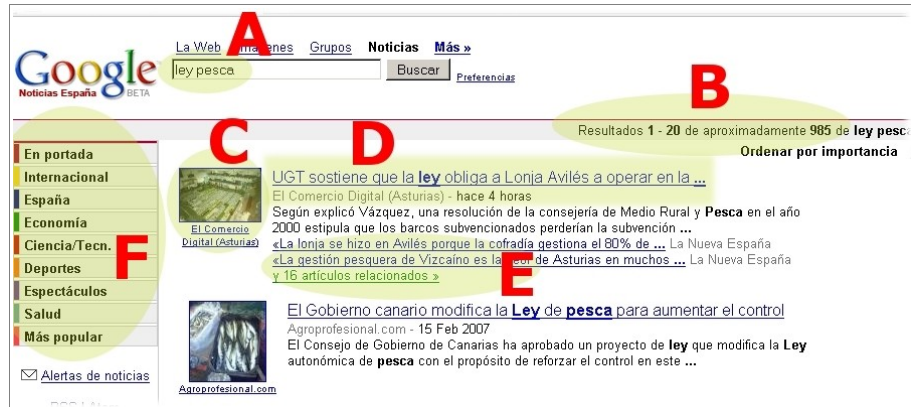 A
La Web Imágenes Grupos Noticias Más »
Google
Noticias España BETA
ley pesca
Buscar
Preferencias
B
Resultados 1 - 20 de aproximadamente 985 de ley pesca
Ordenar por importancia
C
D
En portada
Internacional
España
Economía
Ciencia/Tecn.
Deportes
Espectáculos
Salud
Más popular
F
Alertas de noticias
El Comercio
Digital (Asturias)
UGT sostiene que la ley obliga a Lonja Avilés a operar en la ...
El Comercio Digital (Asturias) - hace 4 horas
Según explicó Vázquez, una resolución de la consejería de Medio Rural y Pesca en el año
2000 estipula que los barcos subvencionados perderían la subvención ...
«La lonja se hizo en Avilés porque la cofradía gestiona el 80% de ... La Nueva España
«La gestión pesquera de Vizcaíno es la peor de Asturias en muchos ... La Nueva España
y 16 artículos relacionados »
E
Agroprofesional.com
El Gobierno canario modifica la Ley de pesca para aumentar el control
Agroprofesional.com - 15 Feb 2007
El Consejo de Gobierno de Canarias ha aprobado un proyecto de ley que modifica la Ley
autonómica de pesca con el propósito de reforzar el control en este ...